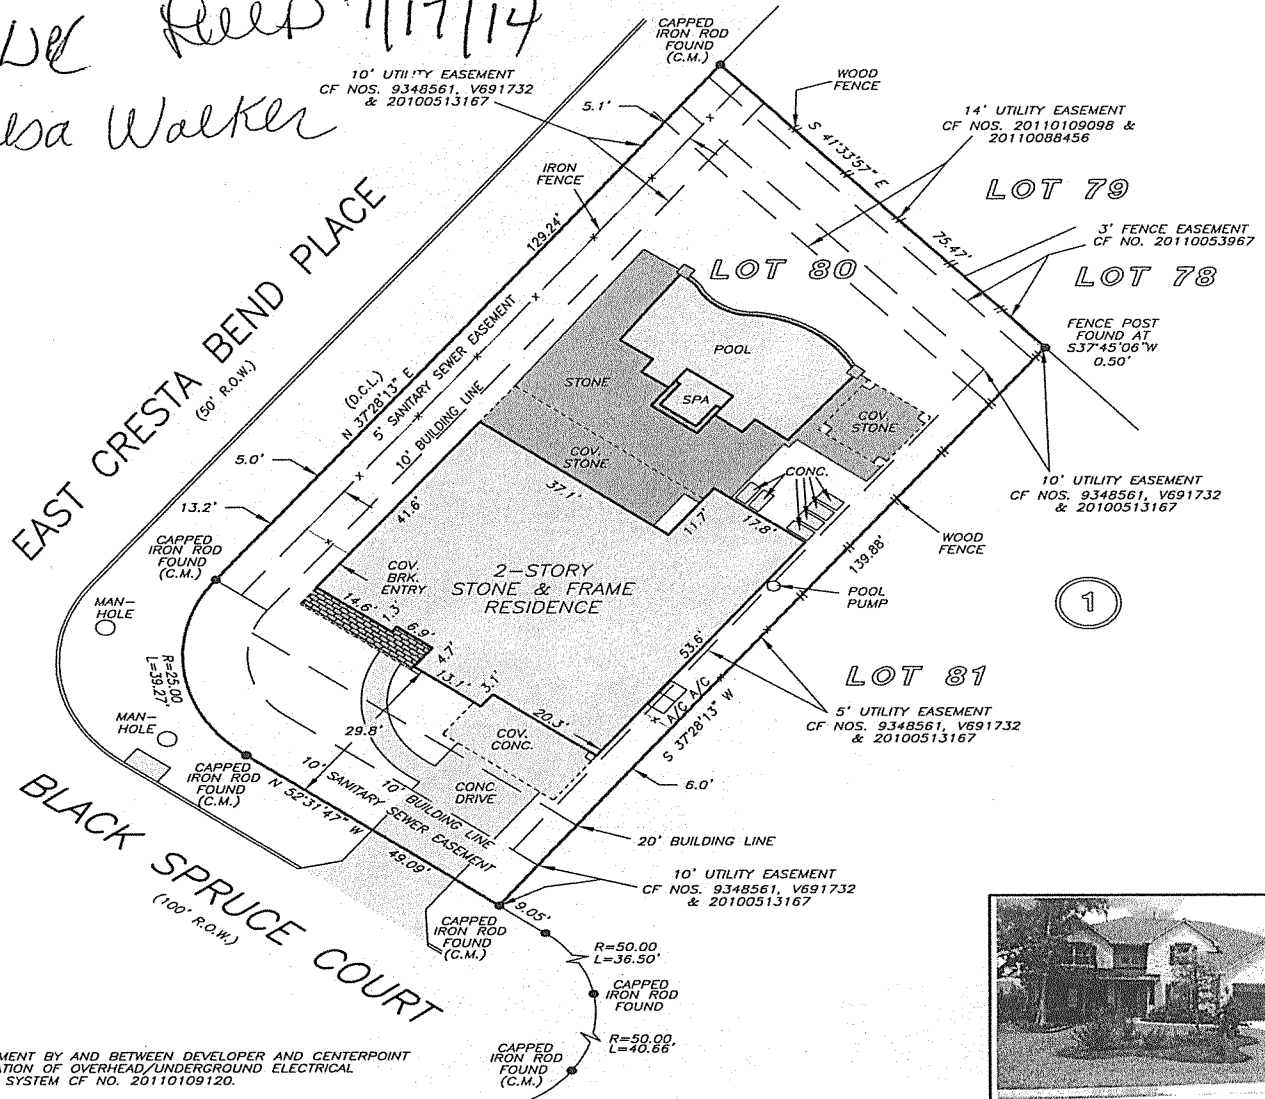 Rec'd 7/17/14
Walker
CAPPED
IRON ROD
FOUND
(C.M.)
10' UTILITY EASEMENT
CF NOS. 9348561, V691732
& 20100513167
5.1'
WOOD
FENCE
14' UTILITY EASEMENT
CF NOS. 20110109098 &
20110088456
S 41°33'57" E
75.47'
LOT 79
IRON
FENCE
129.24'
3' FENCE EASEMENT
CF NO. 20110053967
LOT 80
LOT 78
FENCE POST
FOUND AT
S37°45'06"W
0.50'
EAST CRESTA BEND PLACE
(50' R.O.W.)
(D.C.L.)
N 37°28'13" E
5' SANITARY SEWER EASEMENT
10' BUILDING LINE
POOL
STONE
SPA
COV.
STONE
COV.
STONE
CONC.
5.0'
13.2'
41.6'
37.1'
11.7'
17.8'
10' UTILITY EASEMENT
CF NOS. 9348561, V691732
& 20100513167
WOOD
FENCE
139.88'
CAPPED
IRON ROD
FOUND
(C.M.)
COV.
BRK.
ENTRY
2-STORY
STONE & FRAME
RESIDENCE
POOL
PUMP
1
MAN-
HOLE
14.6'
1.3'
6.9'
4.7'
13.1'
3.1'
20.3'
53.6'
A/C A/C
S 37°28'13" W
LOT 81
5' UTILITY EASEMENT
CF NOS. 9348561, V691732
& 20100513167
R=25.00
L=39.27'
MAN-
HOLE
29.8'
COV.
CONC.
CAPPED
IRON ROD
FOUND
(C.M.)
CONC.
DRIVE
6.0'
10' SANITARY SEWER EASEMENT
10' BUILDING LINE
20' BUILDING LINE
N 52°31'47" W
49.09'
10' UTILITY EASEMENT
CF NOS. 9348561, V691732
& 20100513167
BLACK SPRUCE COURT
(100' R.O.W.)
CAPPED
IRON ROD
FOUND
(C.M.)
9.05'
R=50.00
L=36.50'
CAPPED
IRON ROD
FOUND
R=50.00
L=40.66'
CAPPED
IRON ROD
FOUND
(C.M.)
MENT BY AND BETWEEN DEVELOPER AND CENTERPOINT
TION OF OVERHEAD/UNDERGROUND ELECTRICAL
SYSTEM CF NO. 20110109120.